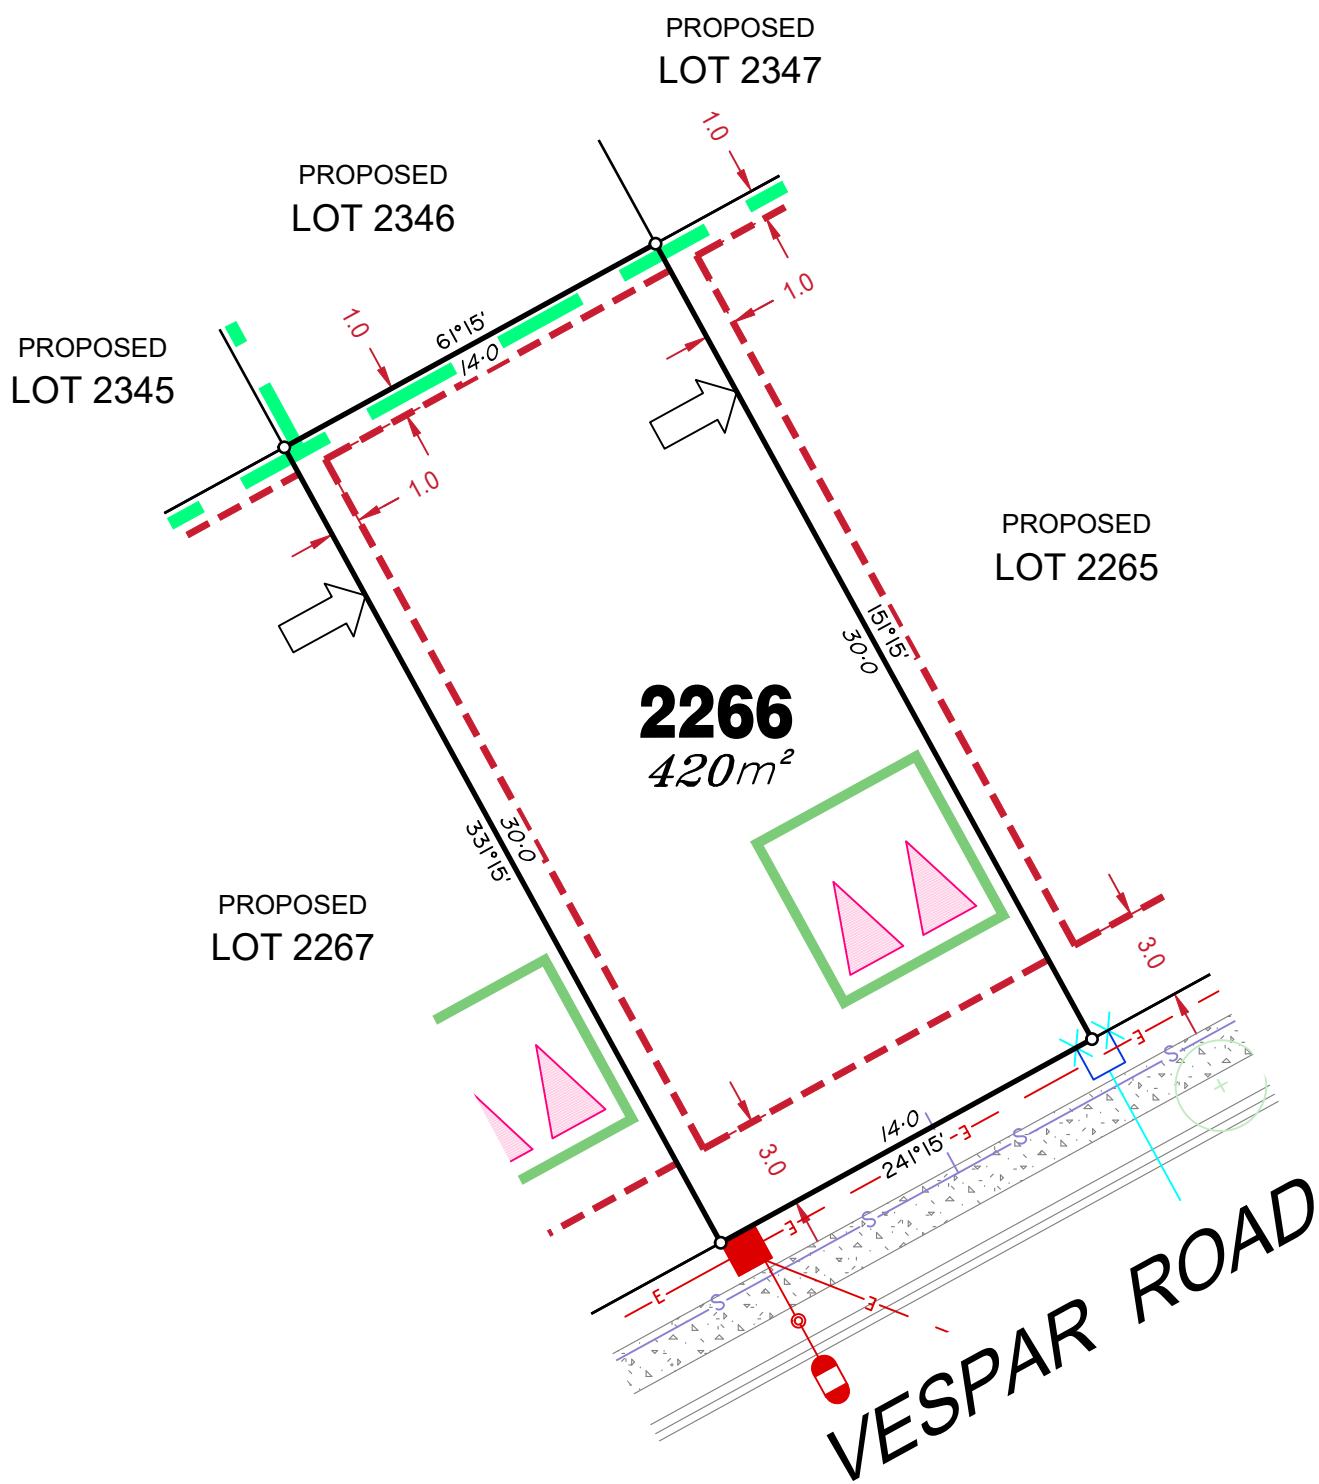 PROPOSED
LOT 2347
1.0
PROPOSED
LOT 2346
1.0
1.0
61°15'
14·0
PROPOSED
LOT 2345
1.0
PROPOSED
LOT 2265
151°15'
30·0
2266
420m²
30·0
331°15'
PROPOSED
LOT 2267
3.0
3.0
14·0
241°15'
E
E
E
E
E
S
S
S
S
VESPAR ROAD